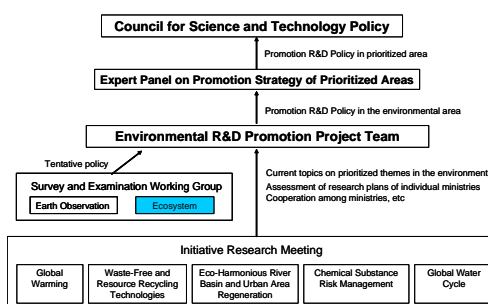 Council for Science and Technology Policy
Promotion R&D Policy in prioritized area
Expert Panel on Promotion Strategy of Prioritized Areas
Promotion R&D Policy in the environmental area
Environmental R&D Promotion Project Team
Tentative policy
Survey and Examination Working Group
Earth Observation
Ecosystem
Current topics on prioritized themes in the environment
Assessment of research plans of individual ministries
Cooperation among ministries, etc
Initiative Research Meeting
Global
Warming
Waste-Free and
Resource Recycling
Technologies
Eco-Harmonious River
Basin and Urban Area
Regeneration
Chemical Substance
Risk Management
Global Water
Cycle